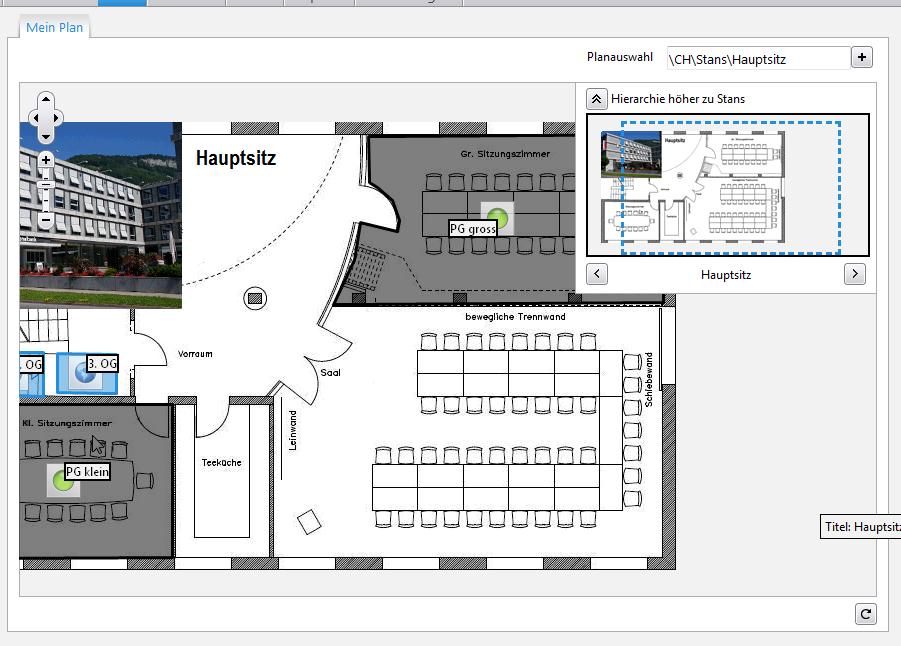 Mein Plan
Planauswahl
\CH\Stans\Hauptsitz
Hierarchie höher zu Stans
Hauptsitz
Hauptsitz
Gr. Sitzungszimmer
PG gross
bewegliche Trennwand
Vorraum
Saal
. OG
3. OG
Schiebewand
Leinwand
Kl. Sitzungszimmer
PG klein
Teeküche
Titel: Hauptsitz